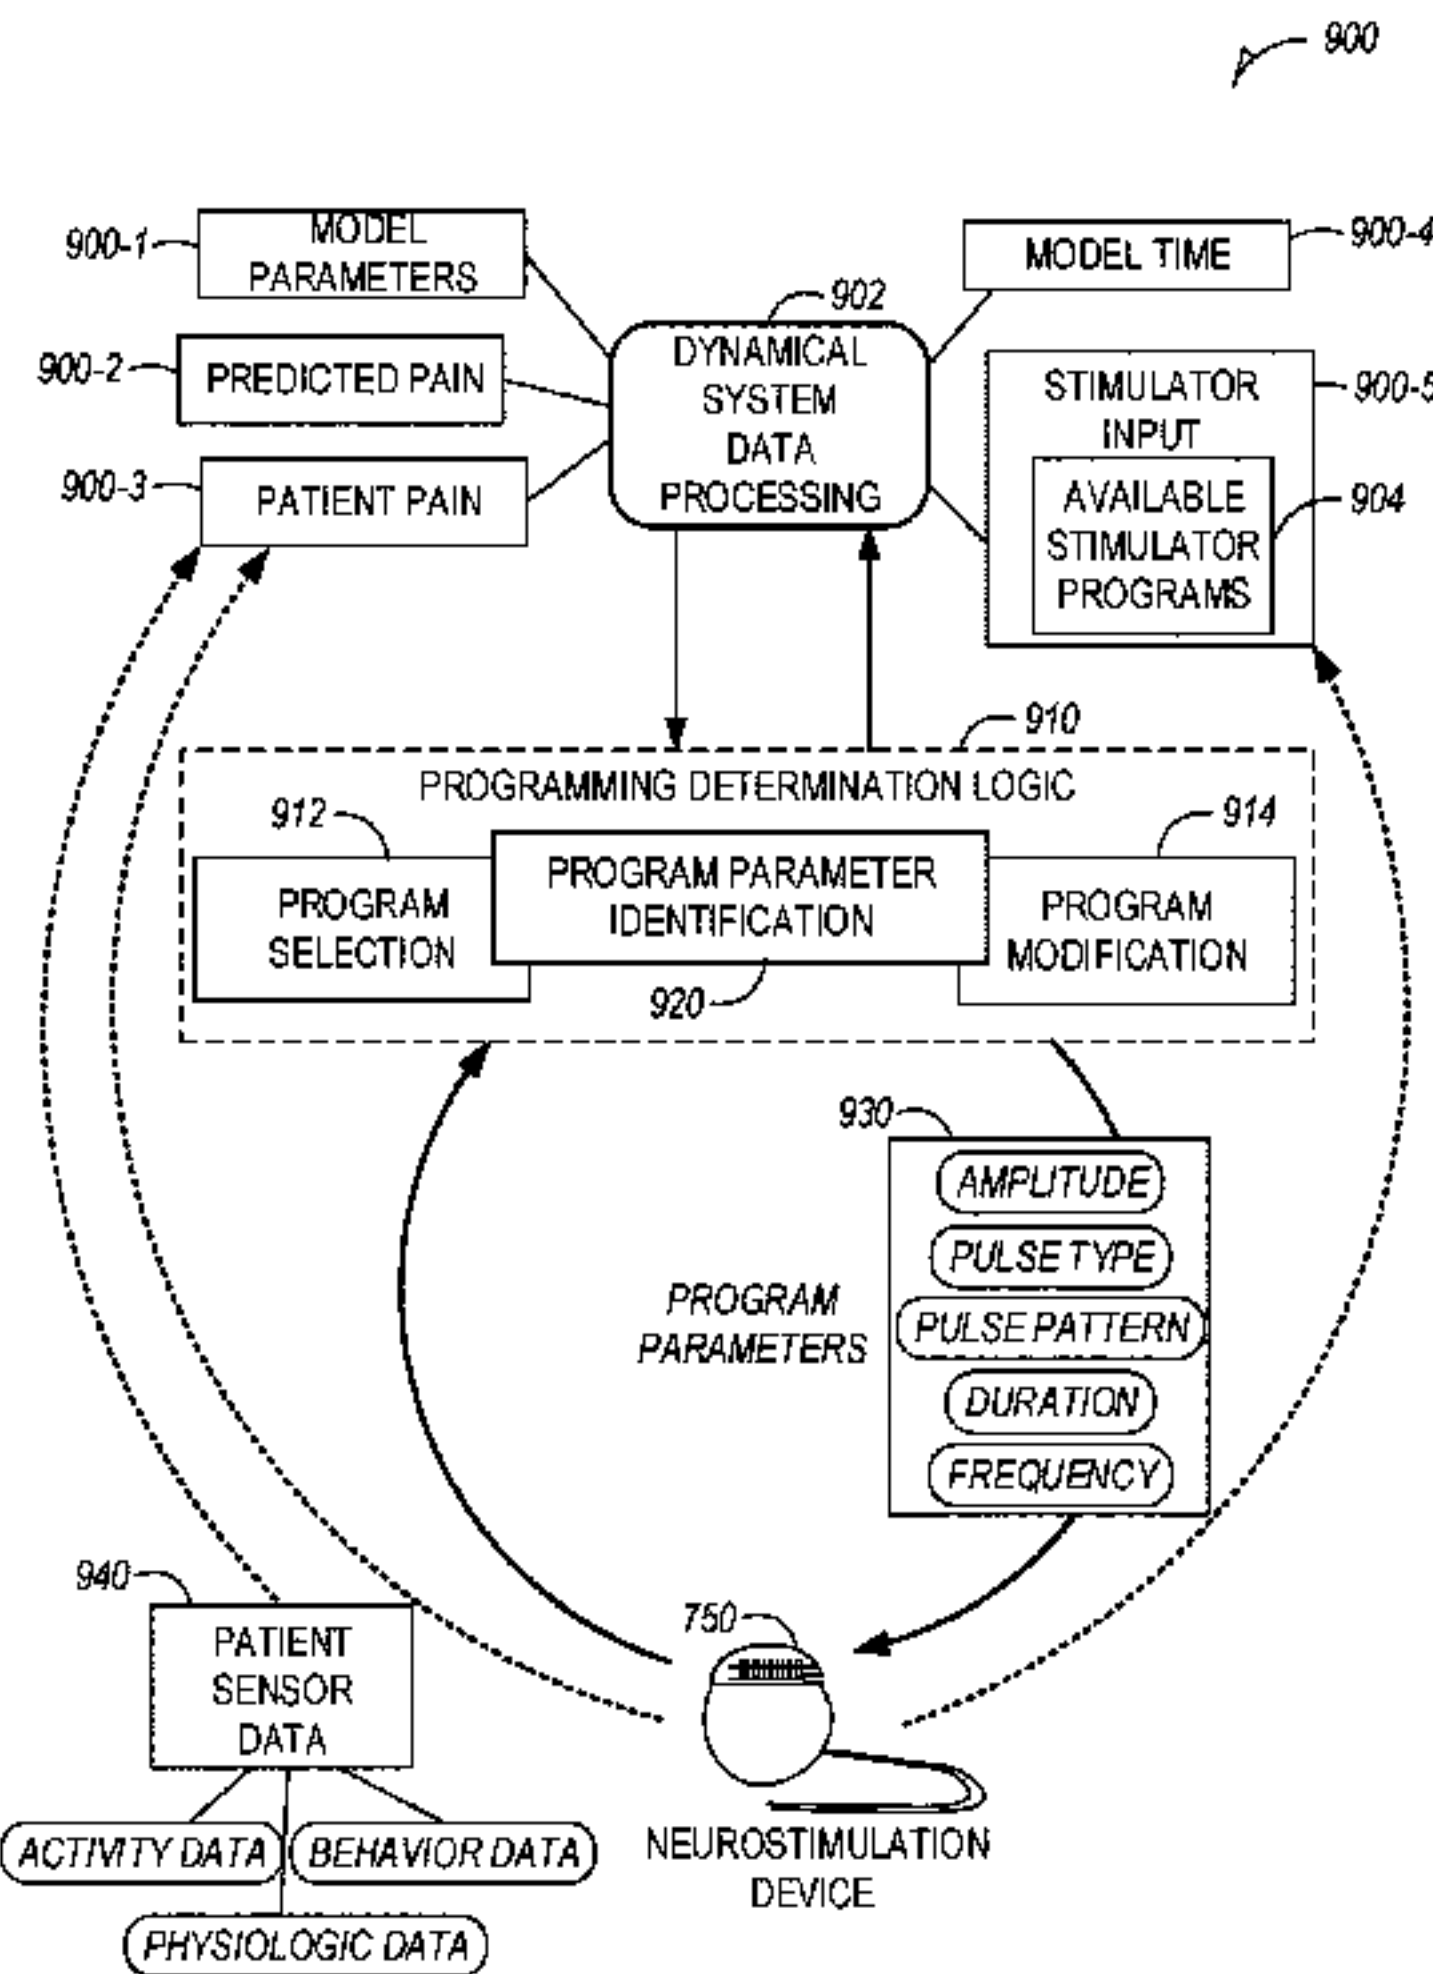 900
MODEL
PARAMETERS
900-1
MODEL TIME
900-4
902
DYNAMICAL
SYSTEM
DATA
PROCESSING
900-2
PREDICTED PAIN
STIMULATOR
INPUT
900-5
900-3
PATIENT PAIN
AVAILABLE
STIMULATOR
PROGRAMS
904
910
PROGRAMMING DETERMINATION LOGIC
912
914
PROGRAM
SELECTION
PROGRAM PARAMETER
IDENTIFICATION
PROGRAM
MODIFICATION
920
930
AMPLITUDE
PULSE TYPE
PULSE PATTERN
DURATION
FREQUENCY
PROGRAM
PARAMETERS
940
PATIENT
SENSOR
DATA
750
ACTIVITY DATA
BEHAVIOR DATA
PHYSIOLOGIC DATA
NEUROSTIMULATION
DEVICE